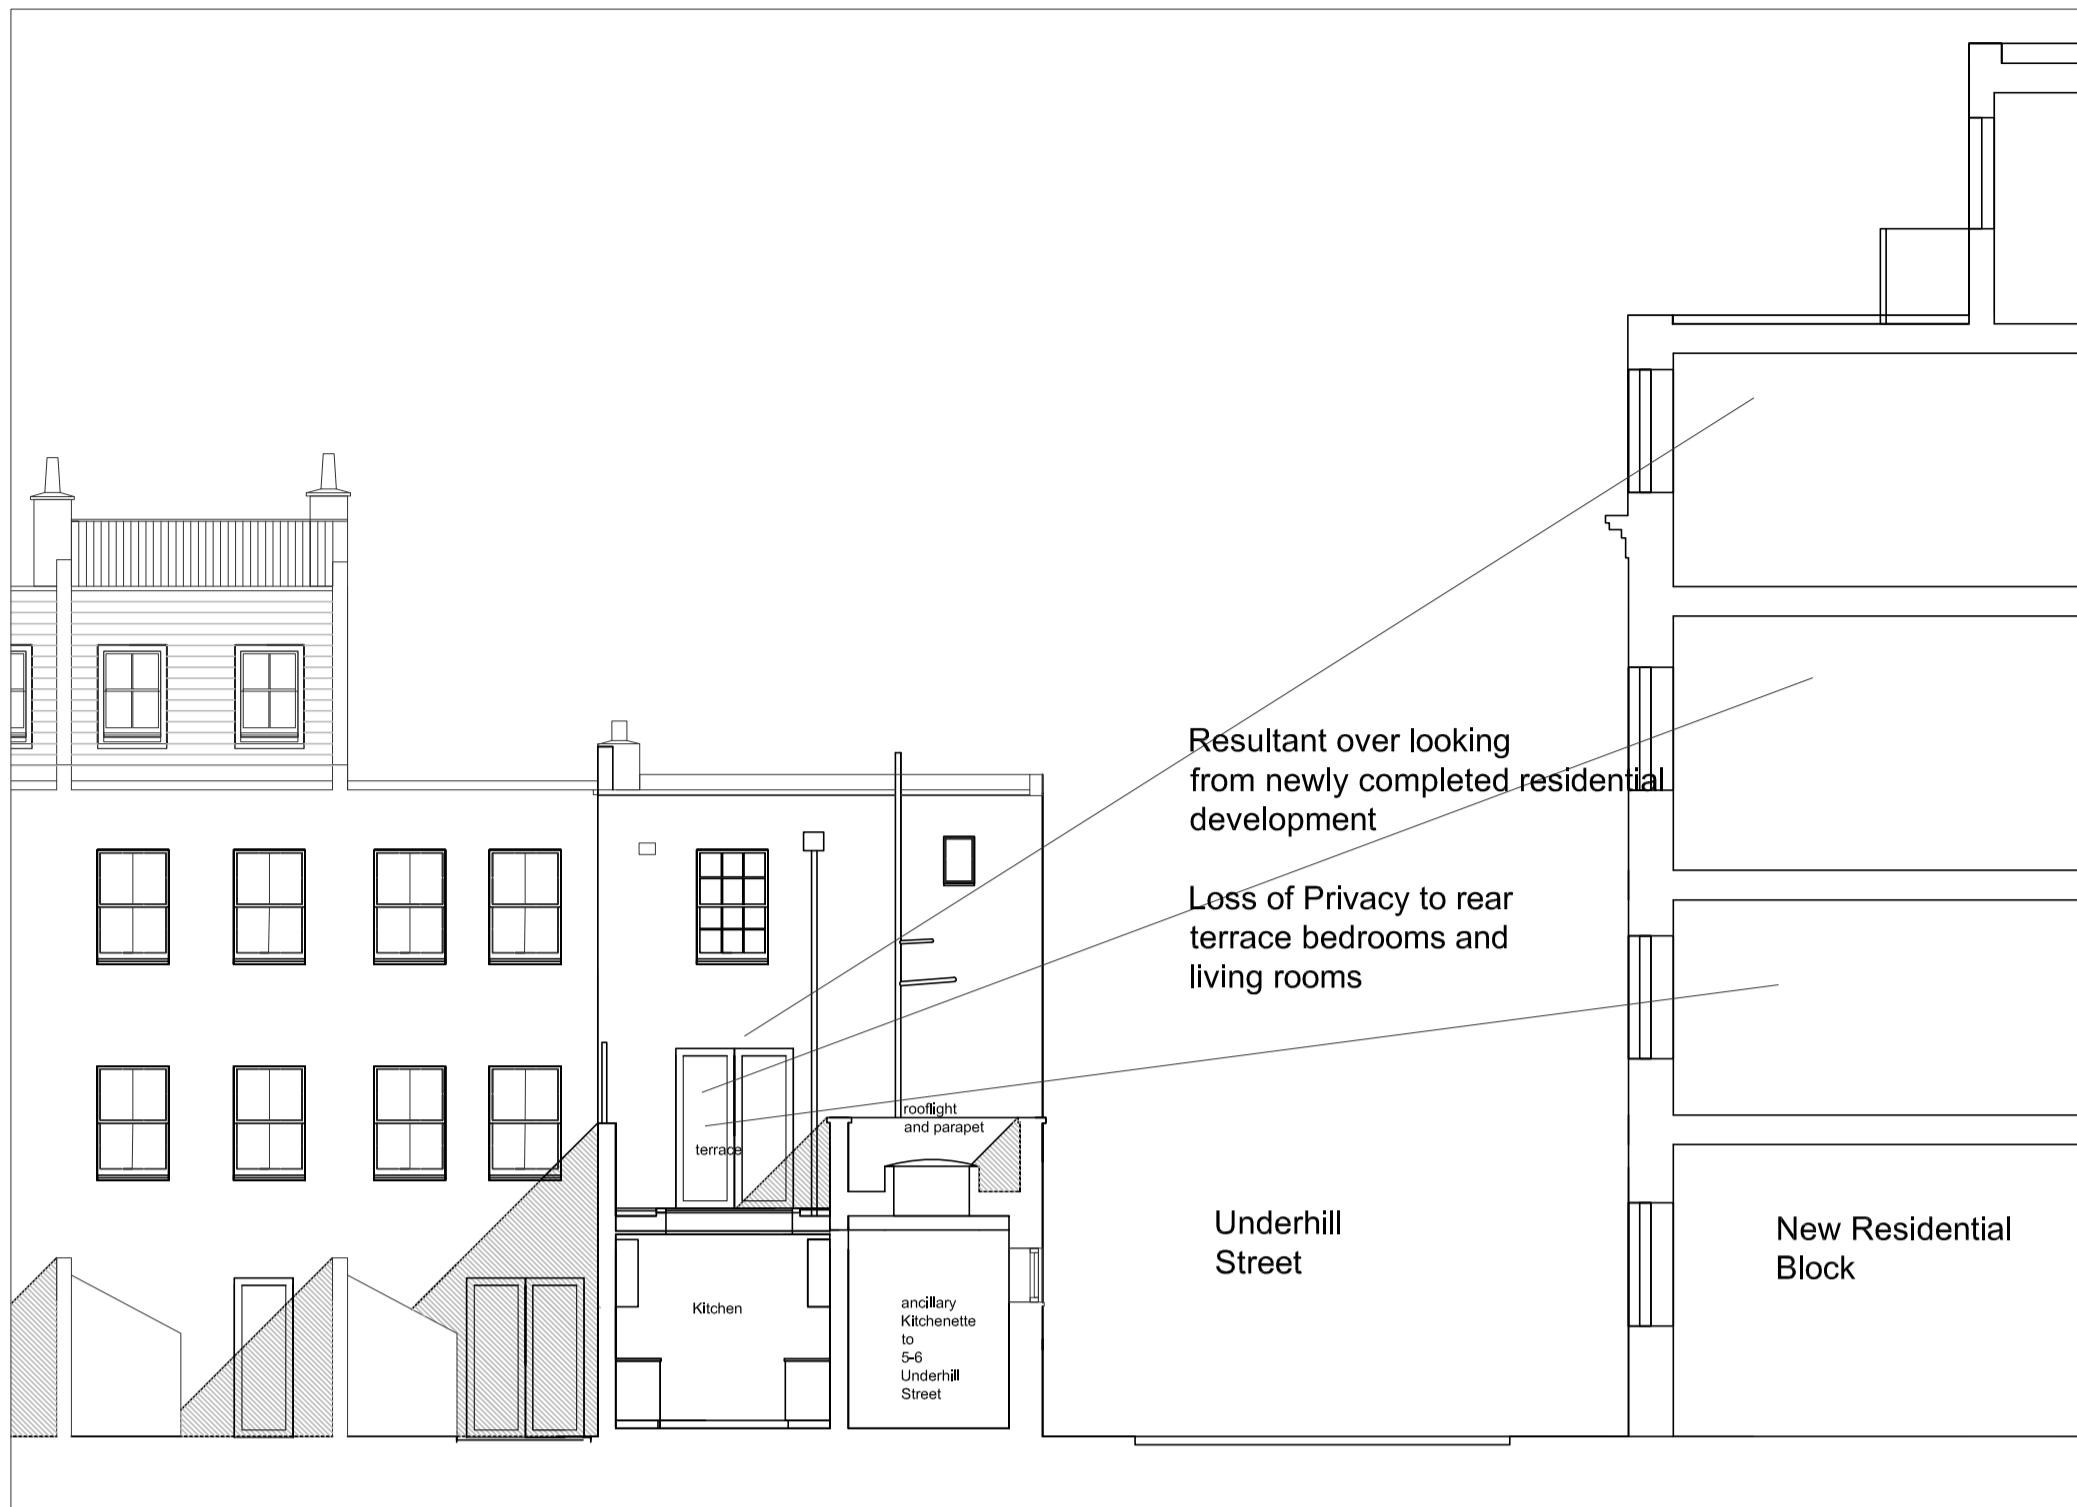 Resultant over looking
from newly completed residential
development
Loss of Privacy to rear
terrace bedrooms and
living rooms
rooflight
and parapet
terrace
Underhill
Street
New Residential
Block
Kitchen
ancillary
Kitchenette
to
5-6
Underhill
Street